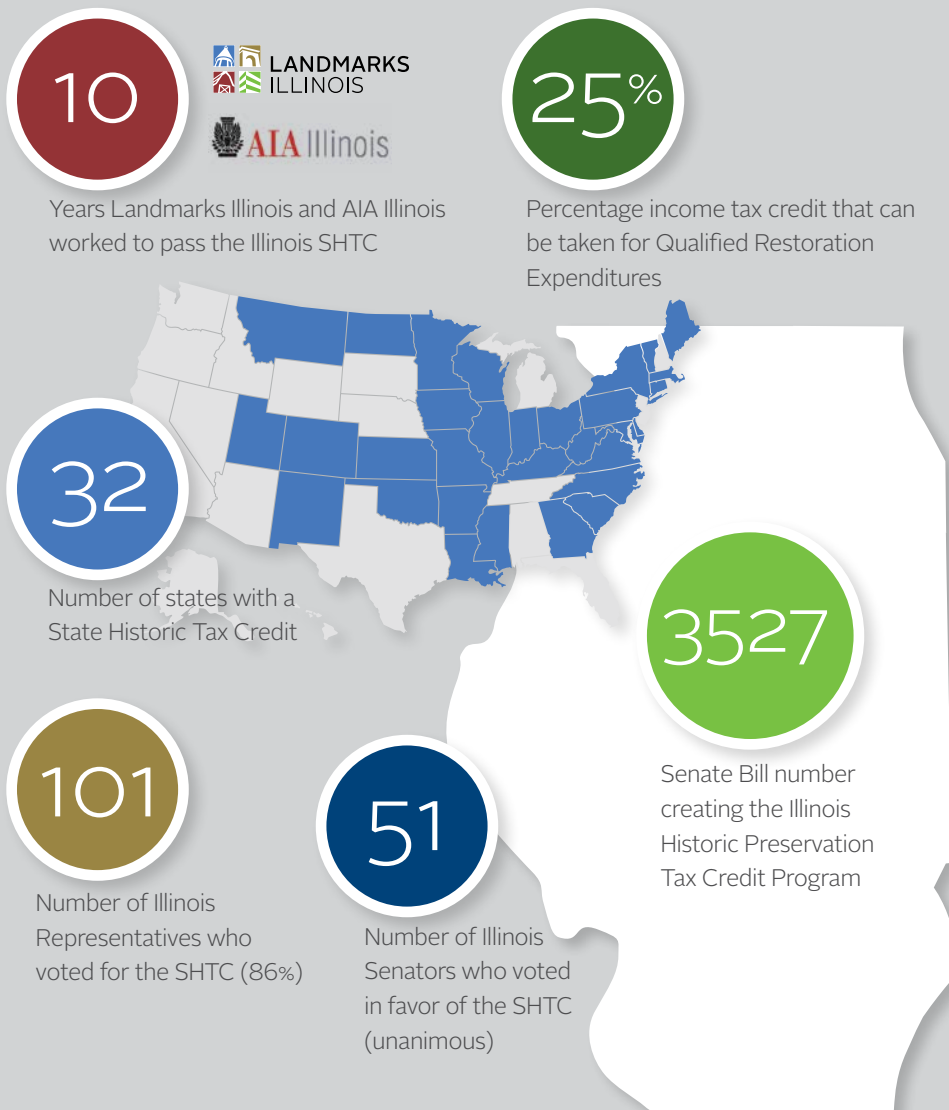 10
LANDMARKS
ILLINOIS
AIA Illinois
Years Landmarks Illinois and AIA Illinois
worked to pass the Illinois SHTC
25%
Percentage income tax credit that can
be taken for Qualified Restoration
Expenditures
32
Number of states with a
State Historic Tax Credit
3527
Senate Bill number
creating the Illinois
Historic Preservation
Tax Credit Program
101
Number of Illinois
Representatives who
voted for the SHTC (86%)
51
Number of Illinois
Senators who voted
in favor of the SHTC
(unanimous)